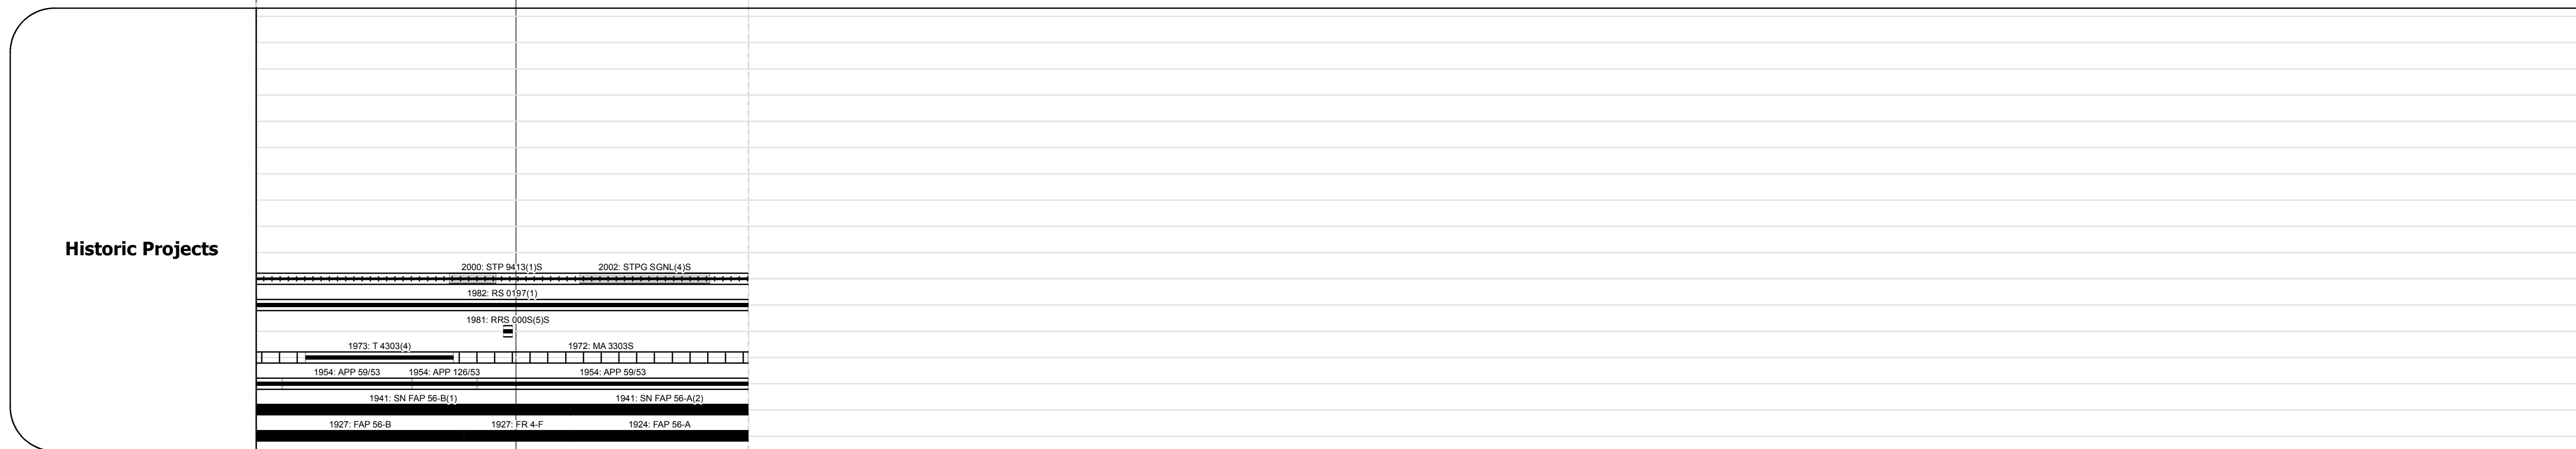 Historic Projects
2000: STP 9413(1)S 2002: STPG SGNL(4)S
1982: RS 0197(1)
1981: RRS 000S(5)S
1973: T 4303(4) 1972: MA 3303S
1954: APP 59/53 1954: APP 126/53 1954: APP 59/53
1941: SN FAP 56-B(1) 1941: SN FAP 56-A(2)
1927: FAP 56-B 1927: FR 4-F 1924: FAP 56-A